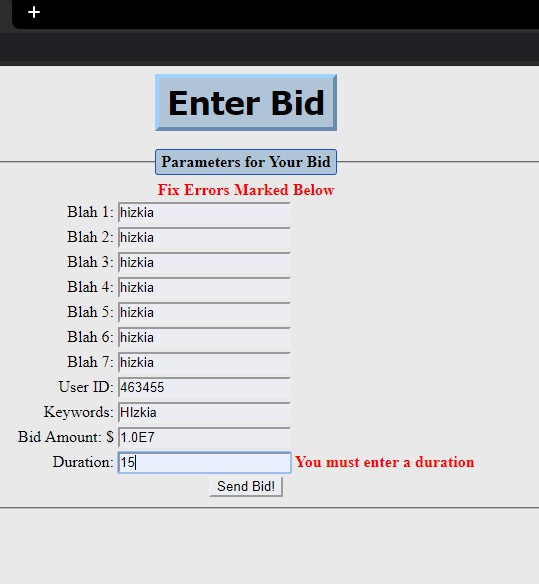 Enter Bid
Parameters for Your Bid
Fix Errors Marked Below
Blah 1: hizkia
Blah 2: hizkia
Blah 3: hizkia
Blah 4: hizkia
Blah 5: hizkia
Blah 6: hizkia
Blah 7: hizkia
User ID: 463455
Keywords: HIzkia
Bid Amount: $ 1.0E7
Duration: 15 You must enter a duration
Send Bid!